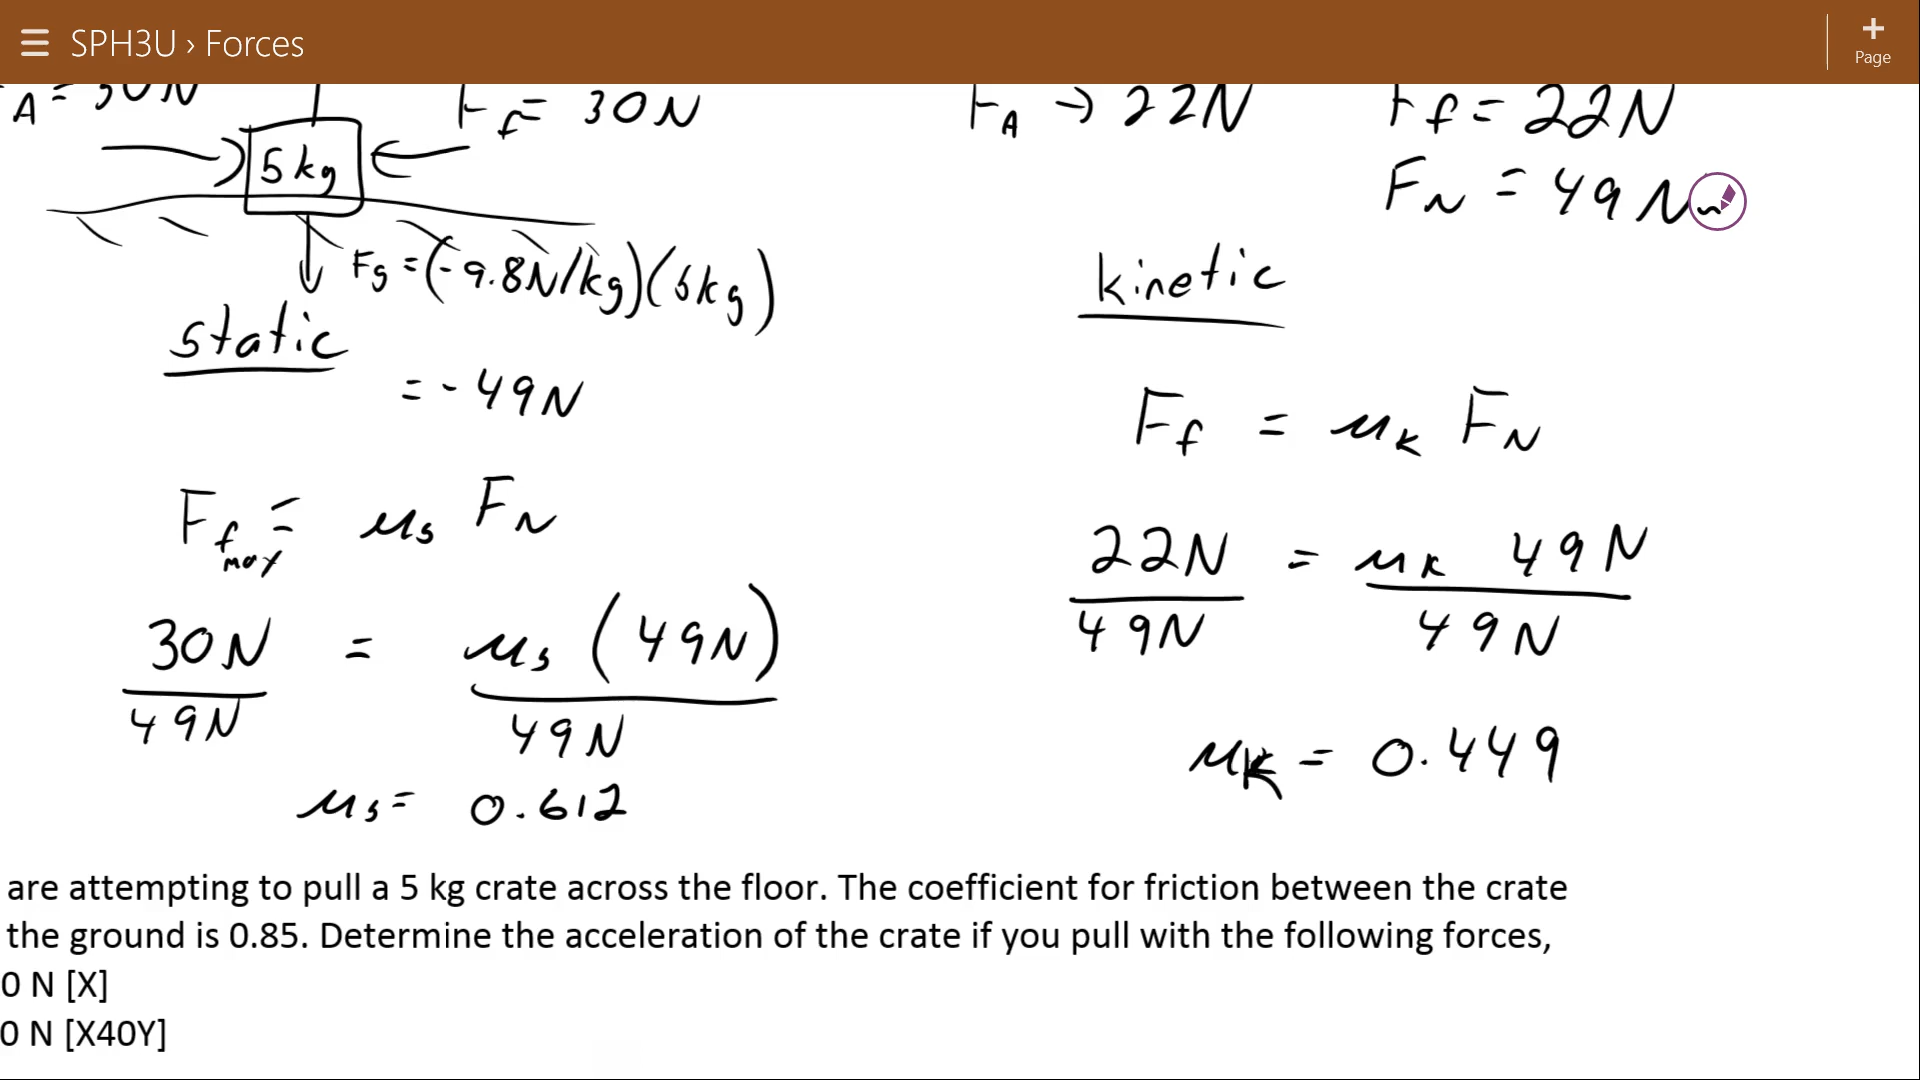 SPH3U › Forces
+
Page
A = 30N
Ff = 30N
5kg
Fg = (-9.8N/kg)(5kg)
= -49N
static
Ffmax = μs FN
30N = μs (49N)
49N 49N
μs = 0.612
FA → 22N
Ff = 22N
FN = 49N
kinetic
Ff = μk FN
22N = μk 49N
49N 49N
μk = 0.449
are attempting to pull a 5 kg crate across the floor. The coefficient for friction between the crate
the ground is 0.85. Determine the acceleration of the crate if you pull with the following forces,
0 N [X]
0 N [X40Y]